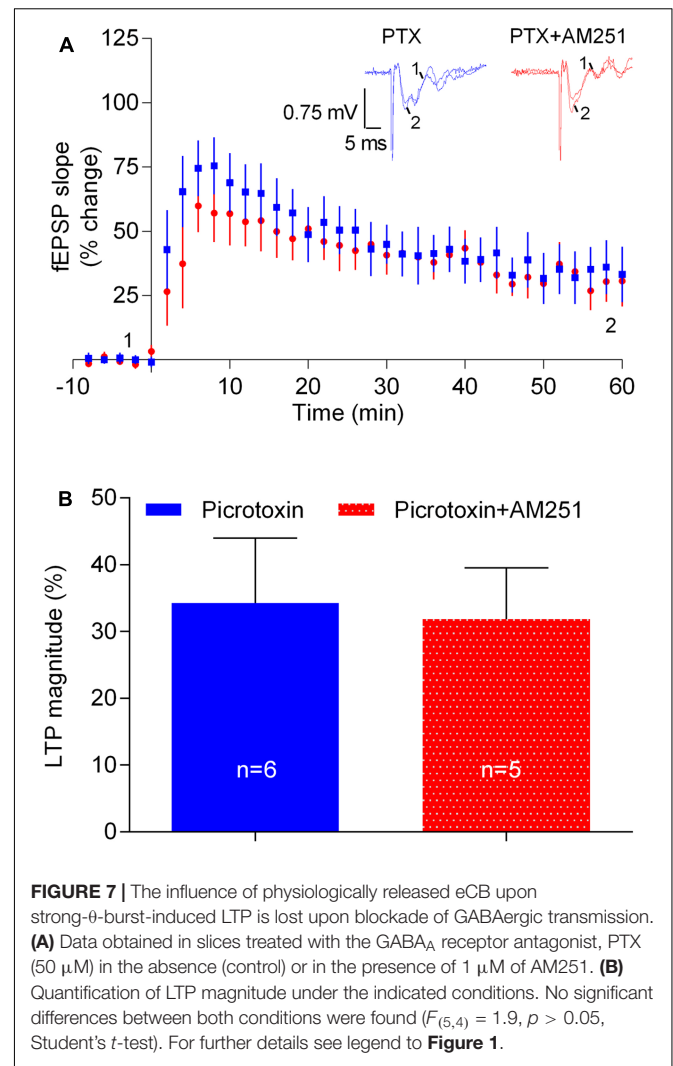 A
125
100
75
50
25
fEPSP slope
(% change)
PTX
PTX+AM251
1
2
0.75 mV
5 ms
1
2
1
2
-10
10
20
30
40
50
60
Time (min)
B
50
40
30
20
10
0
LTP magnitude (%)
Picrotoxin
Picrotoxin+AM251
n=6
n=5
FIGURE 7 | The influence of physiologically released eCB upon
strong-θ-burst-induced LTP is lost upon blockade of GABAergic transmission.
(A) Data obtained in slices treated with the GABA_A receptor antagonist, PTX
(50 μM) in the absence (control) or in the presence of 1 μM of AM251. (B)
Quantification of LTP magnitude under the indicated conditions. No significant
differences between both conditions were found (F(5,4) = 1.9, p > 0.05,
Student's t-test). For further details see legend to Figure 1.